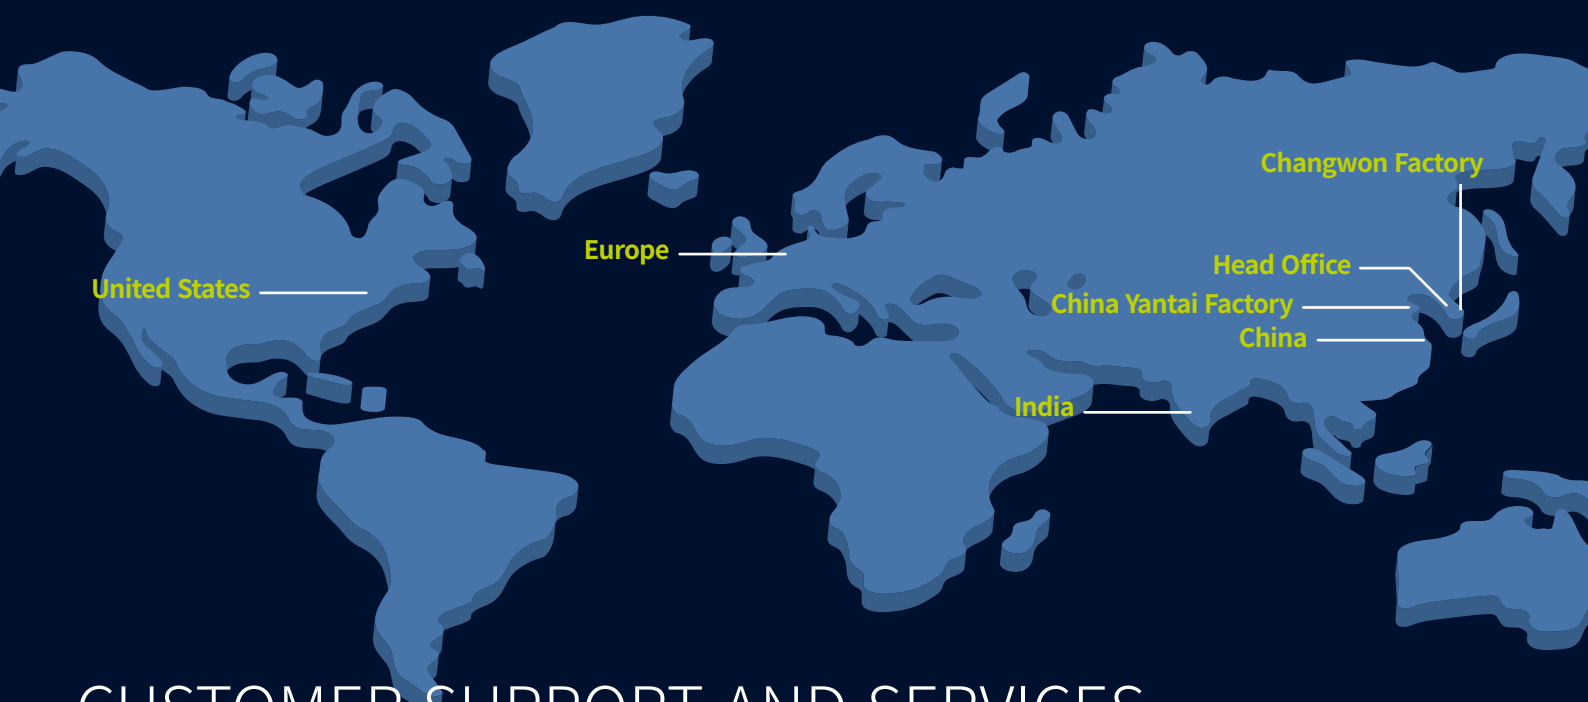 Changwon Factory
Europe
Head Office
United States
China Yantai Factory
China
India
CUSTOMER SUPPORT AND SERVICES